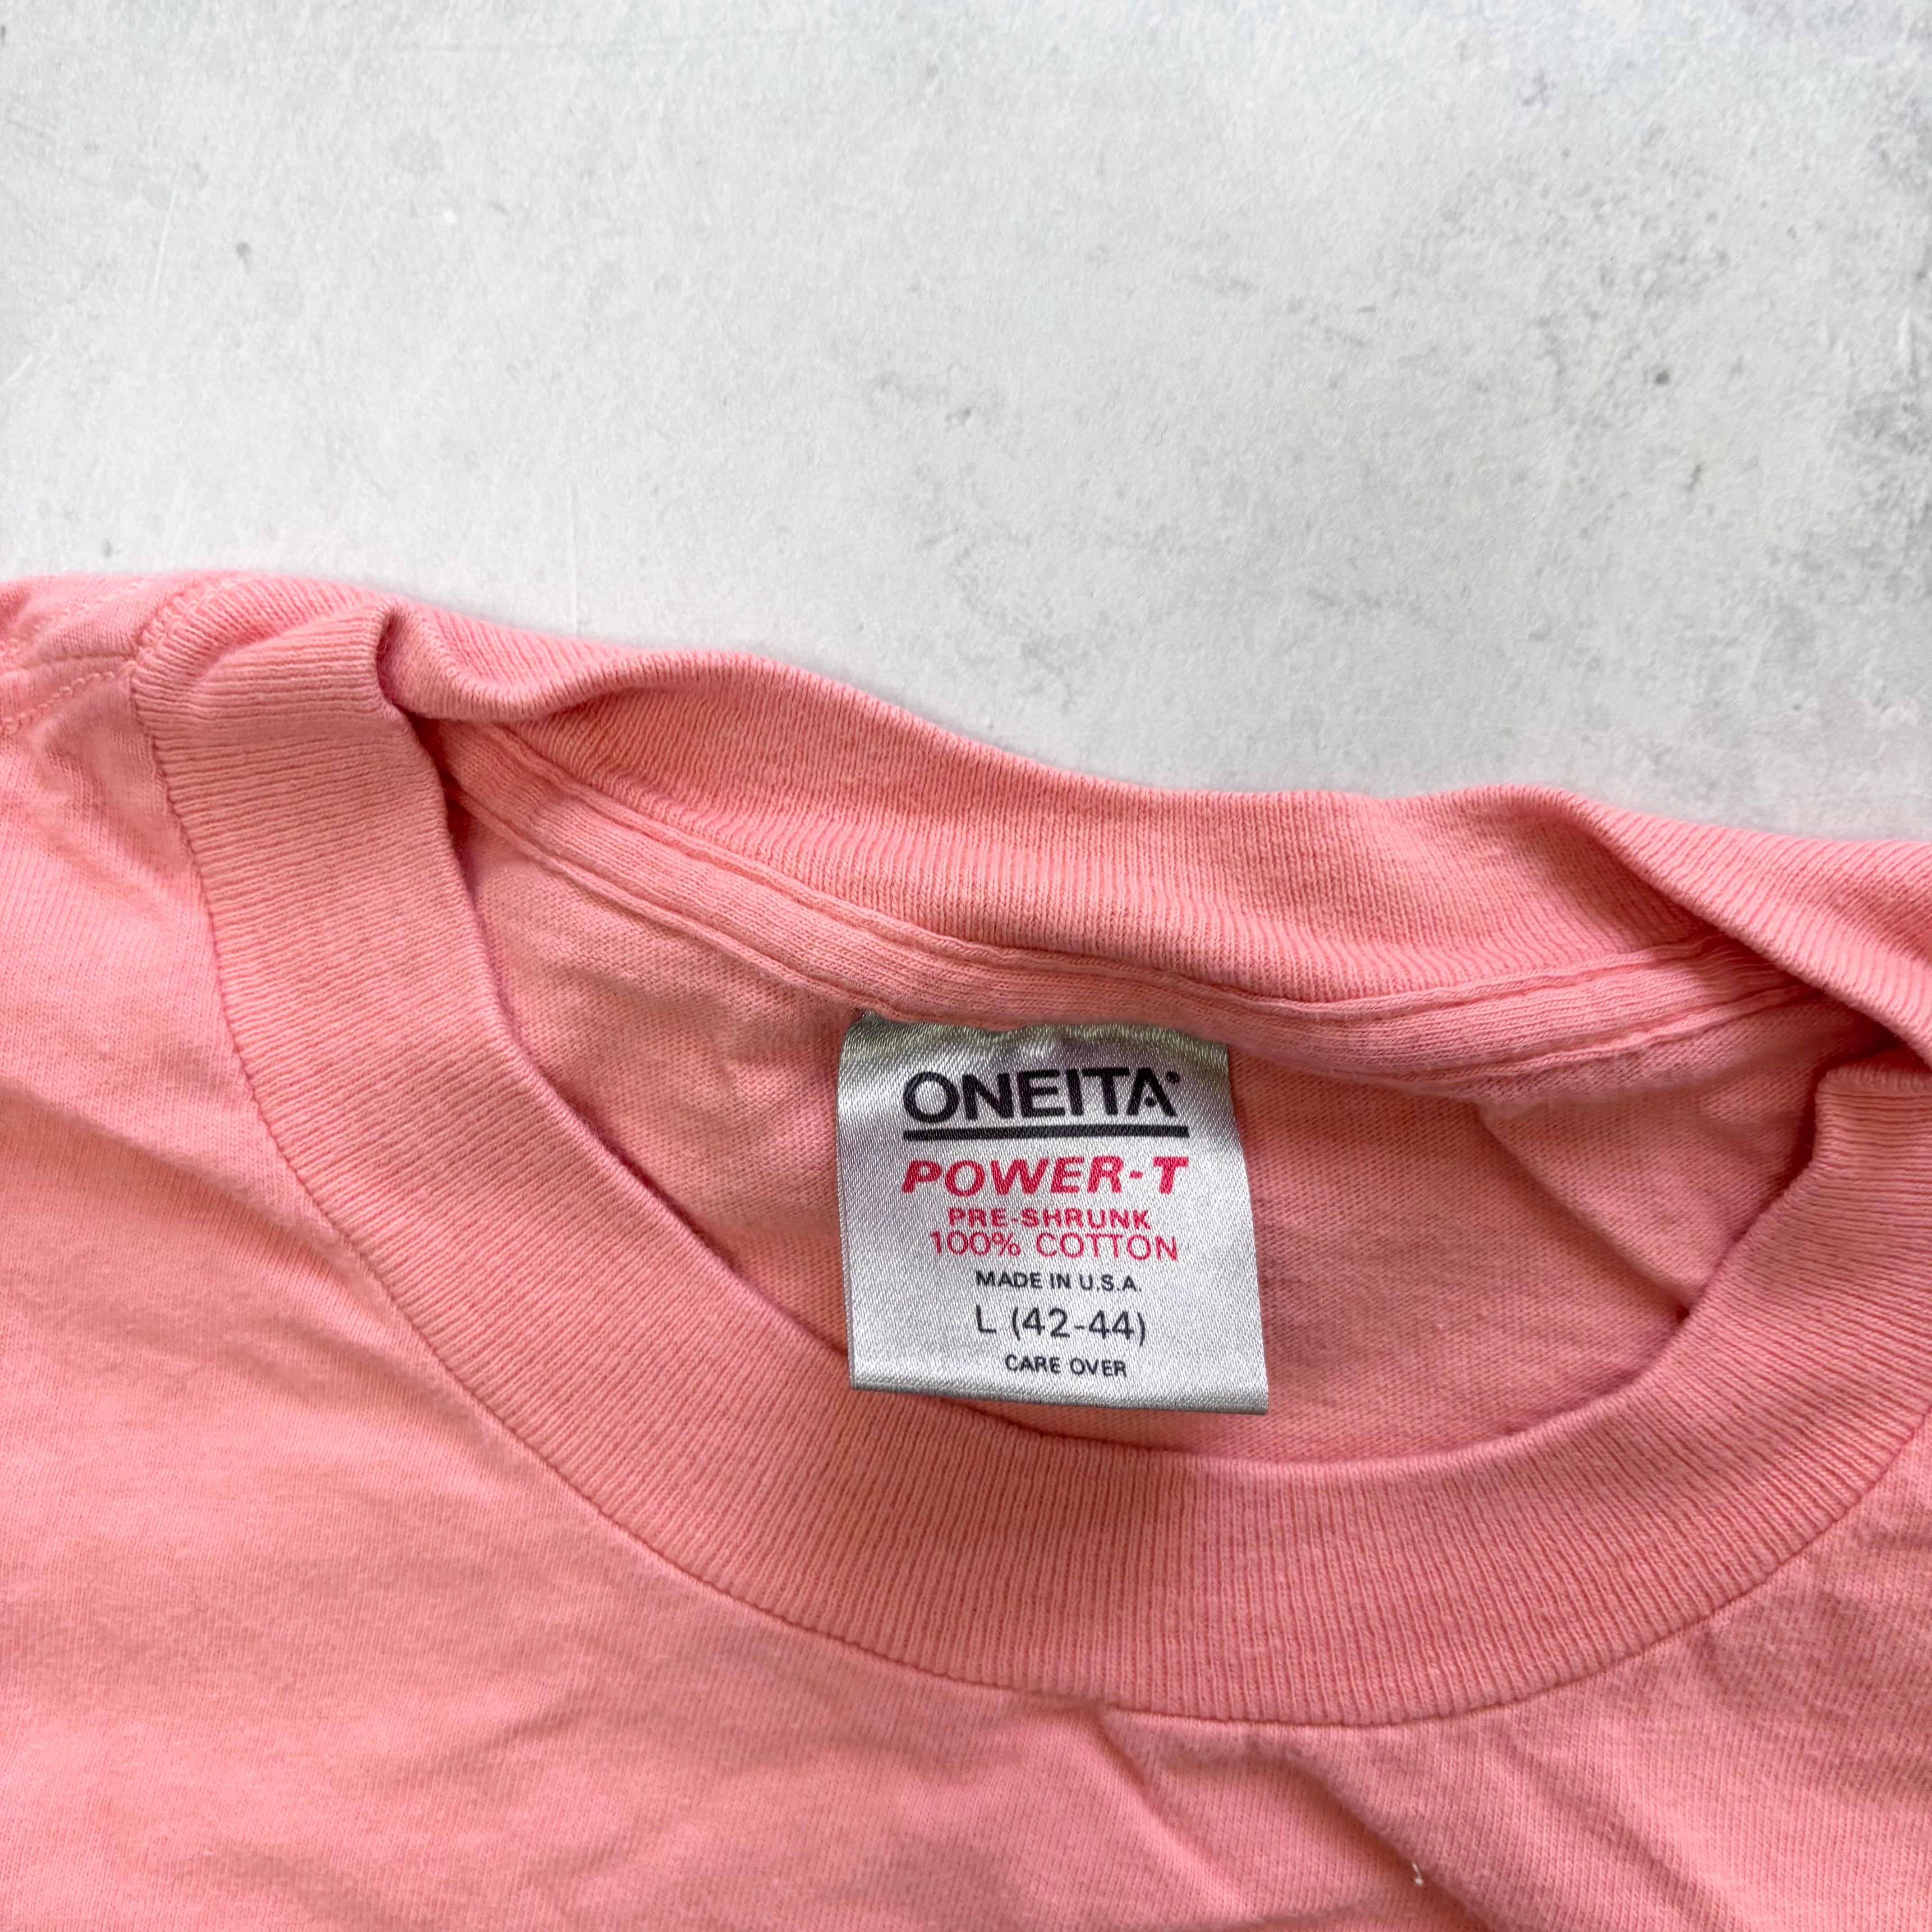 ONEITA
POWER-T
PRE-SHRUNK
100% COTTON
MADE IN U.S.A.
L (42-44)
CARE OVER